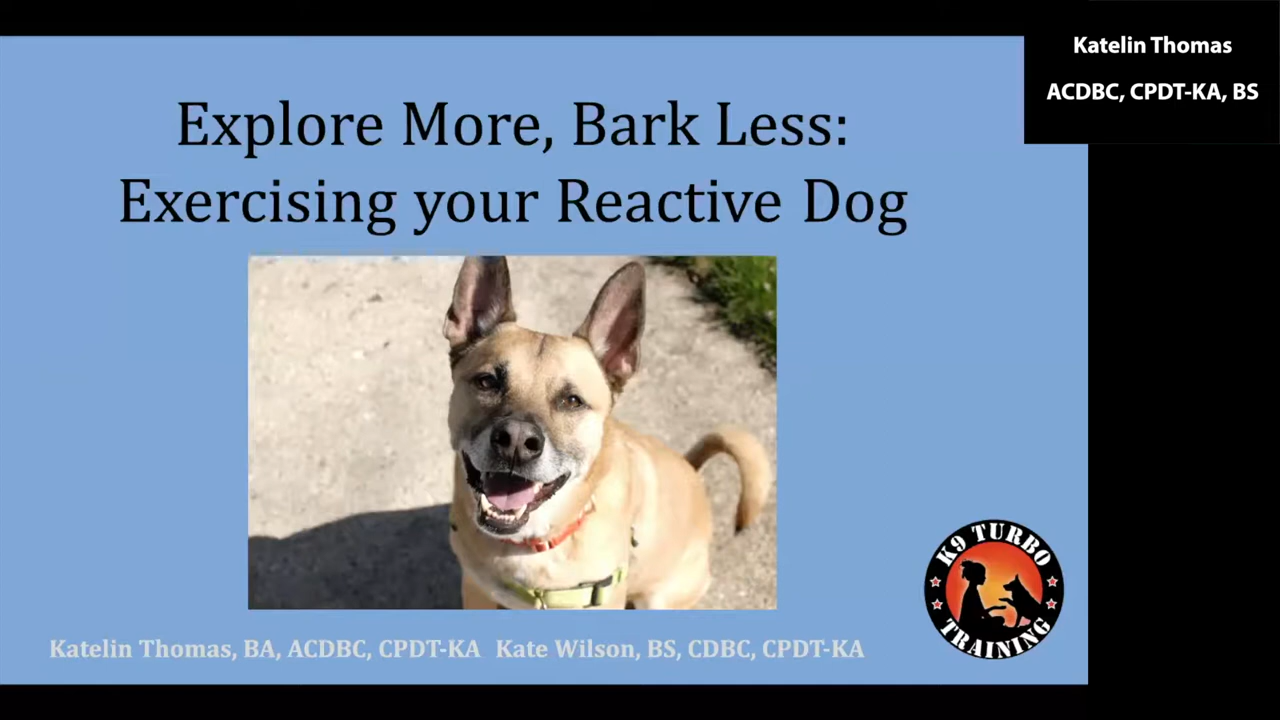 Katelin Thomas
ACDBC, CPDT-KA, BS
Explore More, Bark Less:
Exercising your Reactive Dog
K9 TURBO
TRAINING
Katelin Thomas, BA, ACDBC, CPDT-KA Kate Wilson, BS, CDBC, CPDT-KA